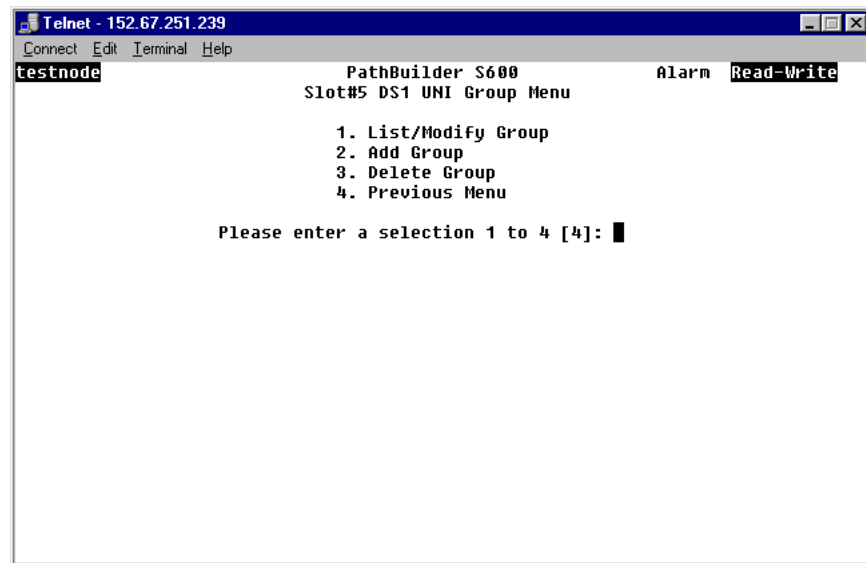 Telnet - 152.67.251.239
Connect Edit Terminal Help
testnode PathBuilder S600 Alarm Read-Write
Slot#5 DS1 UNI Group Menu
1. List/Modify Group
2. Add Group
3. Delete Group
4. Previous Menu
Please enter a selection 1 to 4 [4]: